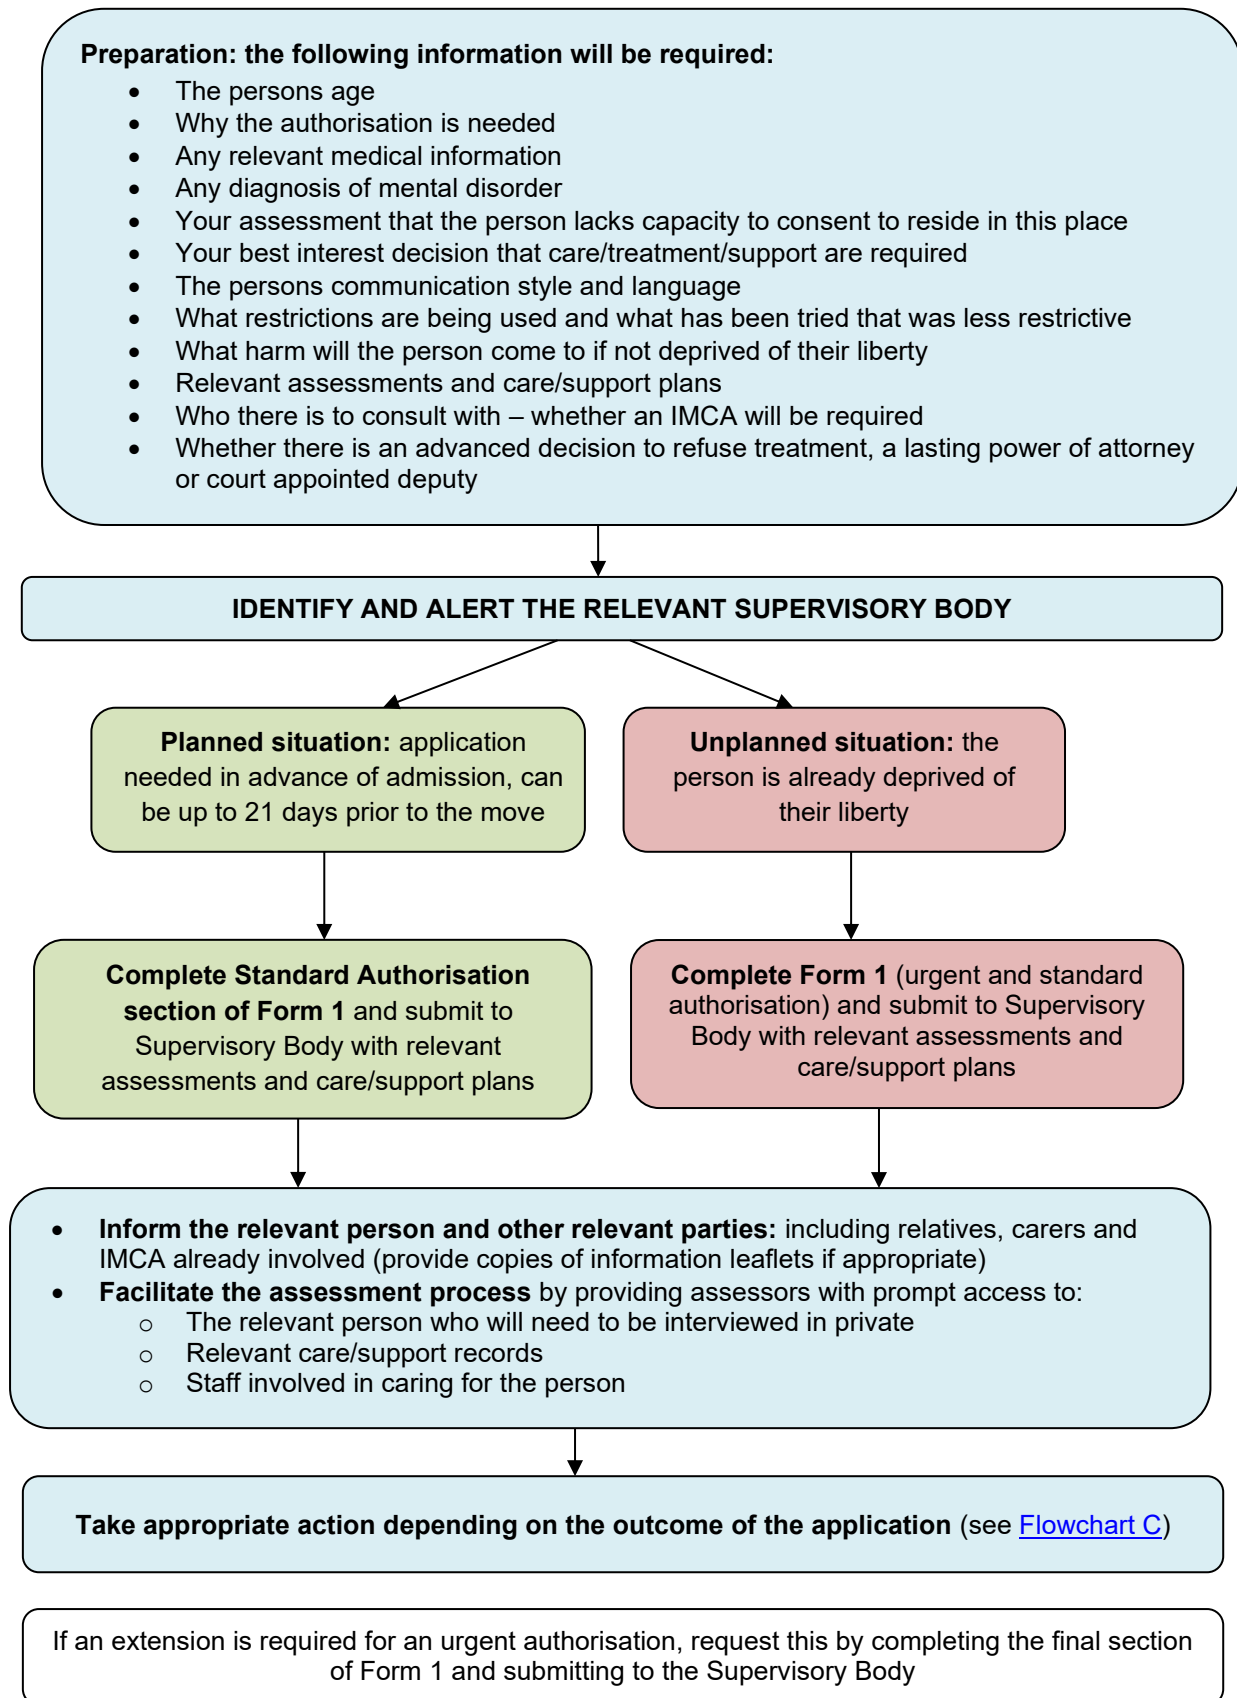 Preparation: the following information will be required:
• The persons age
• Why the authorisation is needed
• Any relevant medical information
• Any diagnosis of mental disorder
• Your assessment that the person lacks capacity to consent to reside in this place
• Your best interest decision that care/treatment/support are required
• The persons communication style and language
• What restrictions are being used and what has been tried that was less restrictive
• What harm will the person come to if not deprived of their liberty
• Relevant assessments and care/support plans
• Who there is to consult with – whether an IMCA will be required
• Whether there is an advanced decision to refuse treatment, a lasting power of attorney
or court appointed deputy
IDENTIFY AND ALERT THE RELEVANT SUPERVISORY BODY
Planned situation: application
needed in advance of admission, can
be up to 21 days prior to the move
Unplanned situation: the
person is already deprived of
their liberty
Complete Standard Authorisation
section of Form 1 and submit to
Supervisory Body with relevant
assessments and care/support plans
Complete Form 1 (urgent and standard
authorisation) and submit to Supervisory
Body with relevant assessments and
care/support plans
• Inform the relevant person and other relevant parties: including relatives, carers and
IMCA already involved (provide copies of information leaflets if appropriate)
• Facilitate the assessment process by providing assessors with prompt access to:
o The relevant person who will need to be interviewed in private
o Relevant care/support records
o Staff involved in caring for the person
Take appropriate action depending on the outcome of the application (see Flowchart C)
If an extension is required for an urgent authorisation, request this by completing the final section
of Form 1 and submitting to the Supervisory Body